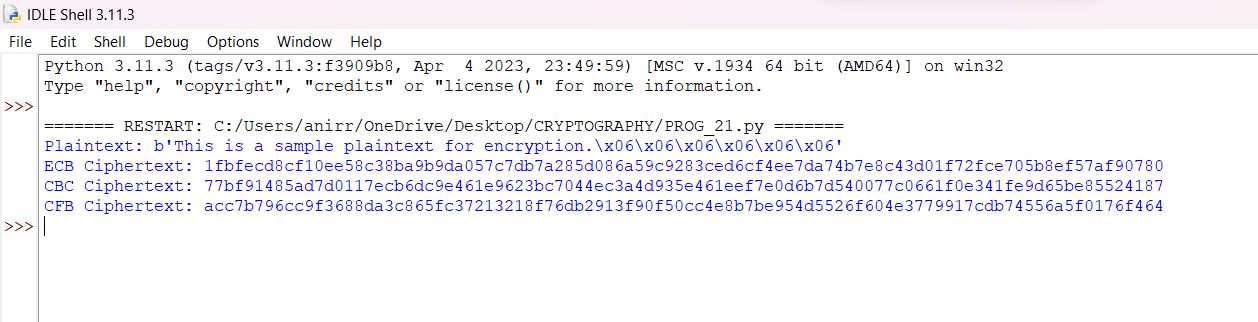 IDLE Shell 3.11.3
File Edit Shell Debug Options Window Help
Python 3.11.3 (tags/v3.11.3:f3909b8, Apr  4 2023, 23:49:59) [MSC v.1934 64 bit (AMD64)] on win32
Type "help", "copyright", "credits" or "license()" for more information.
>>>
======= RESTART: C:/Users/anirr/OneDrive/Desktop/CRYPTOGRAPHY/PROG_21.py =======
Plaintext: b'This is a sample plaintext for encryption.\x06\x06\x06\x06\x06\x06'
ECB Ciphertext: 1fbfecd8cf10ee58c38ba9b9da057c7db7a285d086a59c9283ced6cf4ee7da74b7e8c43d01f72fce705b8ef57af90780
CBC Ciphertext: 77bf91485ad7d0117ecb6dc9e461e9623bc7044ec3a4d935e461eef7e0d6b7d540077c0661f0e341fe9d65be85524187
CFB Ciphertext: acc7b796cc9f3688da3c865fc37213218f76db2913f90f50cc4e8b7be954d5526f604e3779917cdb74556a5f0176f464
>>>